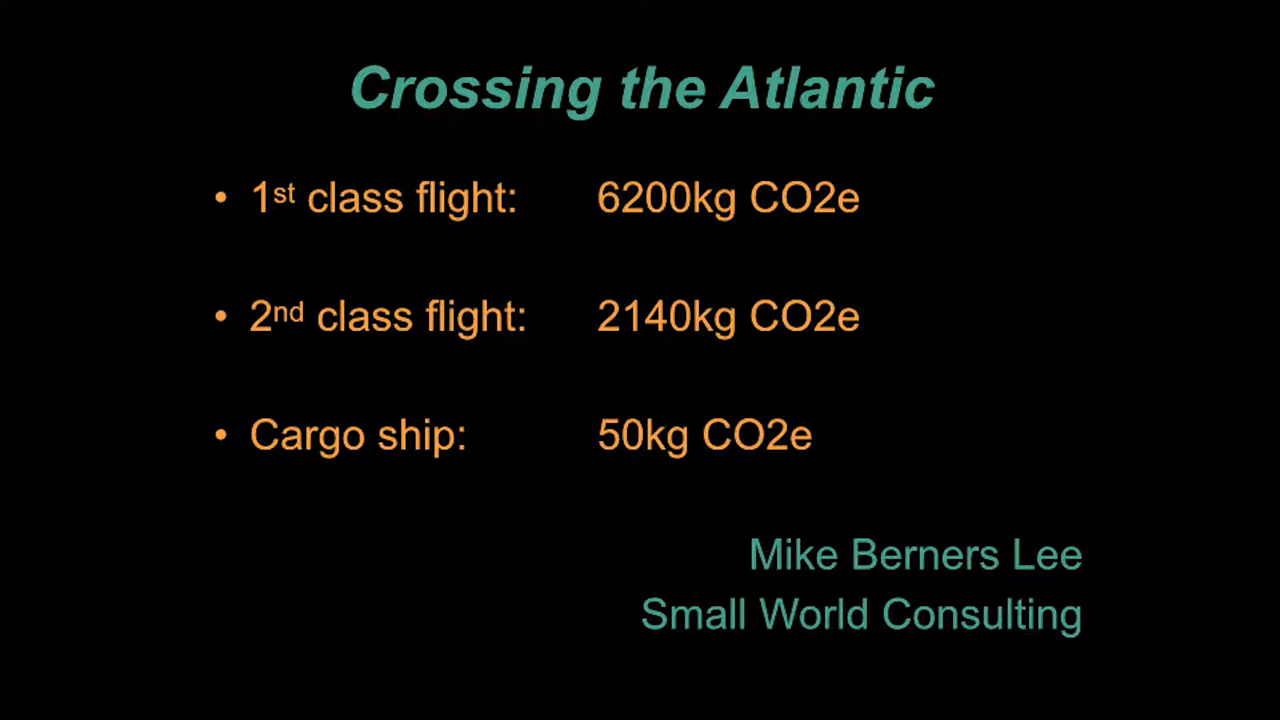 Crossing the Atlantic
• 1st class flight: 6200kg CO2e
• 2nd class flight: 2140kg CO2e
• Cargo ship: 50kg CO2e
Mike Berners Lee
Small World Consulting